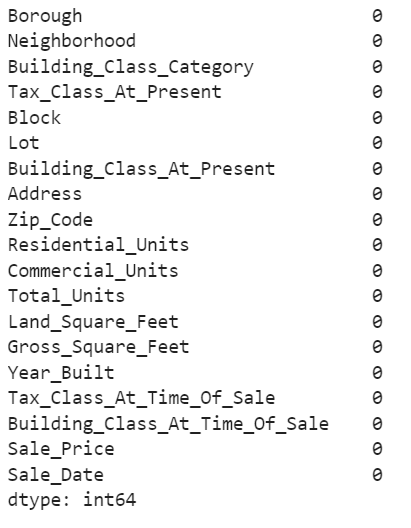 Borough 0
Neighborhood 0
Building_Class_Category 0
Tax_Class_At_Present 0
Block 0
Lot 0
Building_Class_At_Present 0
Address 0
Zip_Code 0
Residential_Units 0
Commercial_Units 0
Total_Units 0
Land_Square_Feet 0
Gross_Square_Feet 0
Year_Built 0
Tax_Class_At_Time_Of_Sale 0
Building_Class_At_Time_Of_Sale 0
Sale_Price 0
Sale_Date 0
dtype: int64